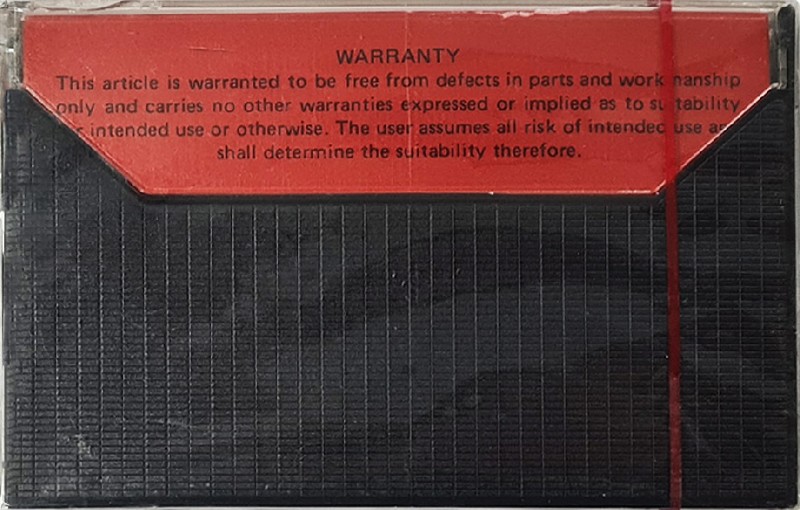 WARRANTY
This article is warranted to be free from defects in parts and workmanship
only and carries no other warranties expressed or implied as to suitability
intended use or otherwise. The user assumes all risk of intended use
shall determine the suitability therefore.